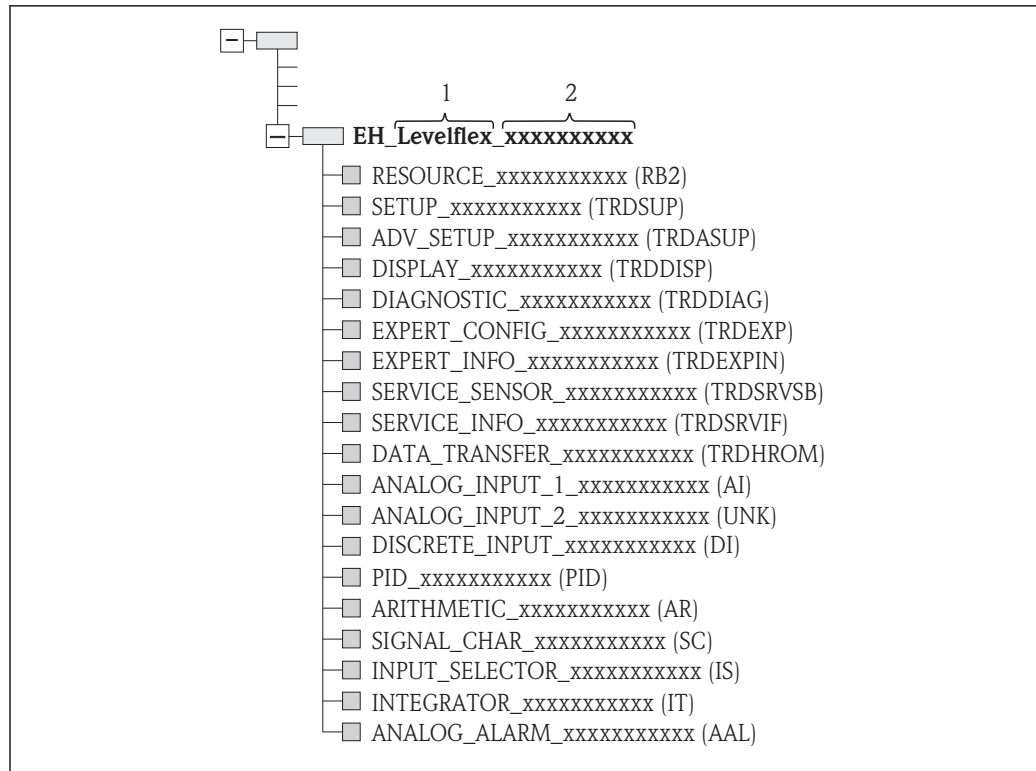 1 2
EH_Levelflex_xxxxxxxxxx
RESOURCE_xxxxxxxxxxx (RB2)
SETUP_xxxxxxxxxxx (TRDSUP)
ADV_SETUP_xxxxxxxxxxx (TRDASUP)
DISPLAY_xxxxxxxxxxx (TRDDISP)
DIAGNOSTIC_xxxxxxxxxxx (TRDDIAG)
EXPERT_CONFIG_xxxxxxxxxxx (TRDEXP)
EXPERT_INFO_xxxxxxxxxxx (TRDEXPIN)
SERVICE_SENSOR_xxxxxxxxxxx (TRDSRVSB)
SERVICE_INFO_xxxxxxxxxxx (TRDSRVIF)
DATA_TRANSFER_xxxxxxxxxxx (TRDHROM)
ANALOG_INPUT_1_xxxxxxxxxxx (AI)
ANALOG_INPUT_2_xxxxxxxxxxx (UNK)
DISCRETE_INPUT_xxxxxxxxxxx (DI)
PID_xxxxxxxxxxx (PID)
ARITHMETIC_xxxxxxxxxxx (AR)
SIGNAL_CHAR_xxxxxxxxxxx (SC)
INPUT_SELECTOR_xxxxxxxxxxx (IS)
INTEGRATOR_xxxxxxxxxxx (IT)
ANALOG_ALARM_xxxxxxxxxxx (AAL)